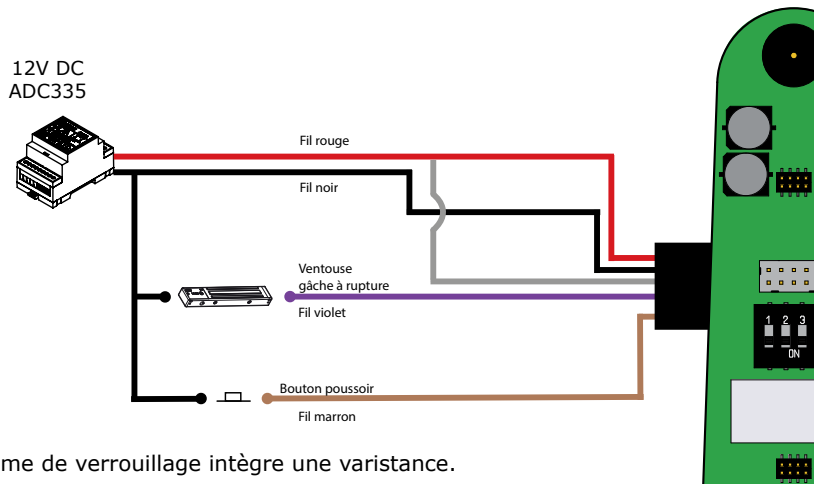 12V DC
ADC335
Fil rouge
Fil noir
Ventouse
gâche à rupture
Fil violet
Bouton poussoir
Fil marron
1 2 3
ON
me de verrouillage intègre une varistance.